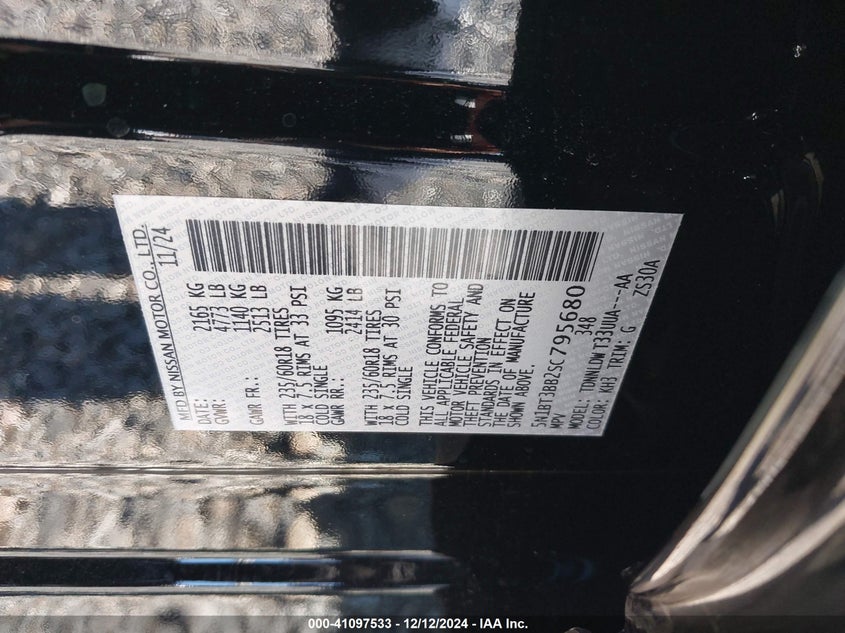 MFD BY NISSAN MOTOR CO., LTD.
DATE: 11/24
GVWR: 2165 KG
4773 LB
GAWR FR.: 1140 KG
2513 LB
WITH 235/60R18 TIRES
18 x 7.5 RIMS AT 33 PSI
COLD SINGLE
GAWR RR.: 1095 KG
2414 LB
WITH 235/60R18 TIRES
18 x 7.5 RIMS AT 30 PSI
COLD SINGLE
THIS VEHICLE CONFORMS TO
ALL APPLICABLE FEDERAL
MOTOR VEHICLE SAFETY AND
THEFT PREVENTION
STANDARDS IN EFFECT ON
THE DATE OF MANUFACTURE
SHOWN ABOVE.
5N1BT3BB2SC795680
MPV 348
MODEL:
COLOR: KH3 TRIM: G ZS30A
000-41097533 - 12/12/2024 - IAA Inc.